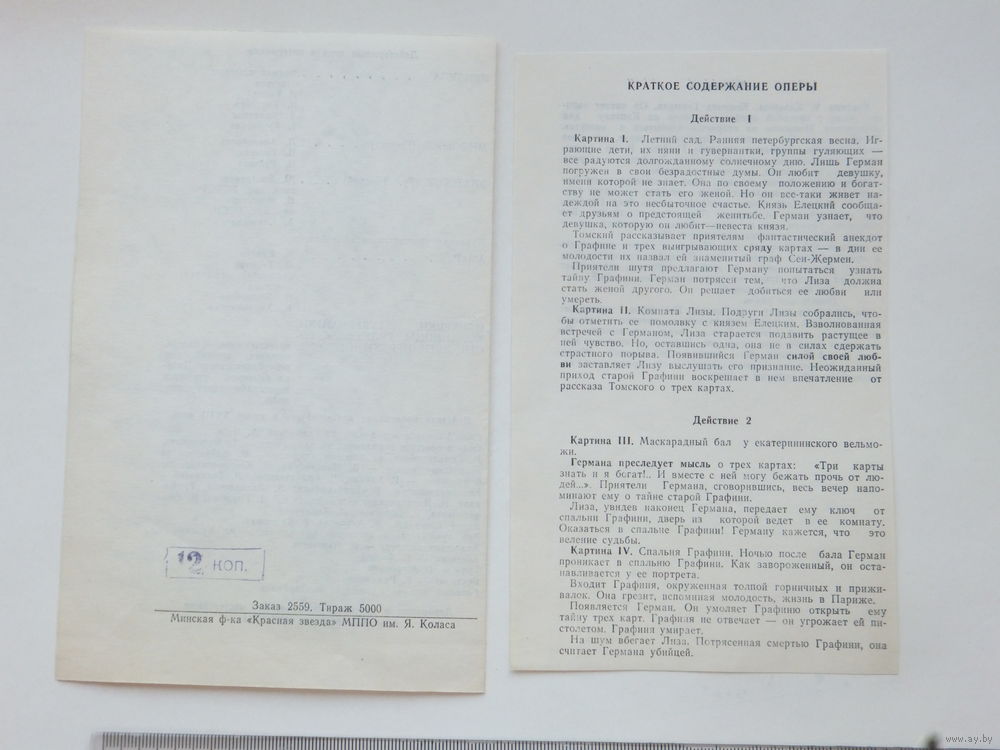 12 коп.
Заказ 2559. Тираж 5000
Минская ф-ка «Красная звезда» МППО им. Я. Коласа
КРАТКОЕ СОДЕРЖАНИЕ ОПЕРЫ
Действие 1
Картина I. Летний сад. Ранняя петербургская весна. Иг-
рающие дети, их няни и гувернантки, группы гуляющих —
все радуются долгожданному солнечному дню. Лишь Герман
погружен в свои безрадостные думы. Он любит девушку,
имени которой не знает. Она по своему положению и богат-
ству не может стать его женой. Но он все-таки живет на-
деждой на это несбыточное счастье. Князь Елецкий сообща-
ет друзьям о предстоящей женитьбе. Герман узнает, что
девушка, которую он любит—невеста князя.
Томский рассказывает приятелям фантастический анекдот
о Графине и трех выигрывающих сряду картах — в дни ее
молодости их назвал ей знаменитый граф Сен-Жермен.
Приятели шутя предлагают Герману попытаться узнать
тайну Графини. Герман потрясен тем, что Лиза должна
стать женой другого. Он решает добиться ее любви или
умереть.
Картина II. Комната Лизы. Подруги Лизы собрались, что-
бы отметить ее помолвку с князем Елецким. Взволнованная
встречей с Германом, Лиза старается подавить растущее в
ней чувство. Но, оставшись одна, она не в силах сдержать
страстного порыва. Появившийся Герман силой своей люб-
ви заставляет Лизу выслушать его признание. Неожиданный
приход старой Графини воскрешает в нем впечатление от
рассказа Томского о трех картах.
Действие 2
Картина III. Маскарадный бал у екатерининского вельмо-
жи.
Германа преследует мысль о трех картах: «Три карты
знать и я богат!.. И вместе с ней могу бежать прочь от лю-
дей...». Приятели Германа, сговорившись, весь вечер напо-
минают ему о тайне старой Графини.
Лиза, увидев наконец Германа, передает ему ключ от
спальни Графини, дверь из которой ведет в ее комнату.
Оказаться в спальне Графини! Герману кажется, что это
веление судьбы.
Картина IV. Спальня Графини. Ночью после бала Герман
проникает в спальню Графини. Как завороженный, он оста-
навливается у ее портрета.
Входит Графиня, окруженная толпой горничных и прижи-
валок. Она грезит, вспоминая молодость, жизнь в Париже.
Появляется Герман. Он умоляет Графиню открыть ему
тайну трех карт. Графиня не отвечает — он угрожает ей пи-
столетом. Графиня умирает.
На шум вбегает Лиза. Потрясенная смертью Графини, она
считает Германа убийцей.
www.ay.by